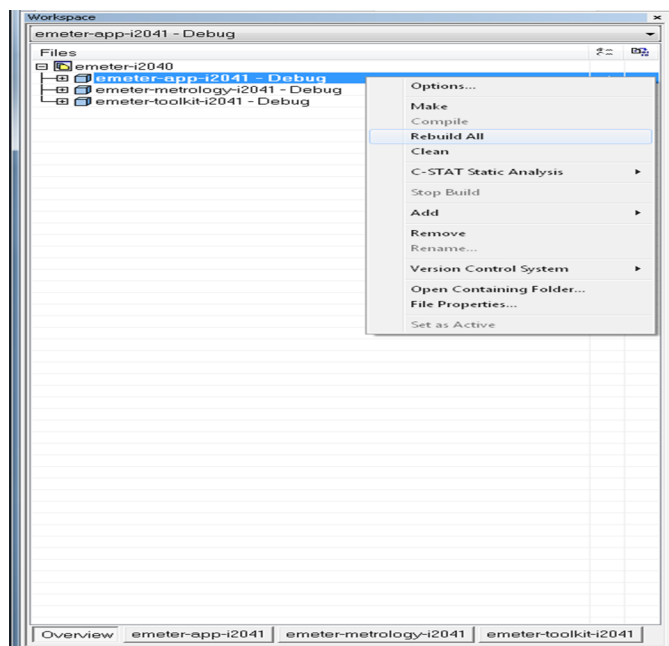 Workspace
emeter-app-i2041 - Debug
Files
emeter-i2040
emeter-app-i2041 - Debug
emeter-metrology-i2041 - Debug
emeter-toolkit-i2041 - Debug
Options...
Make
Compile
Rebuild All
Clean
C-STAT Static Analysis
Stop Build
Add
Remove
Rename...
Version Control System
Open Containing Folder...
File Properties...
Set as Active
Overview emeter-app-i2041 emeter-metrology-i2041 emeter-toolkit-i2041